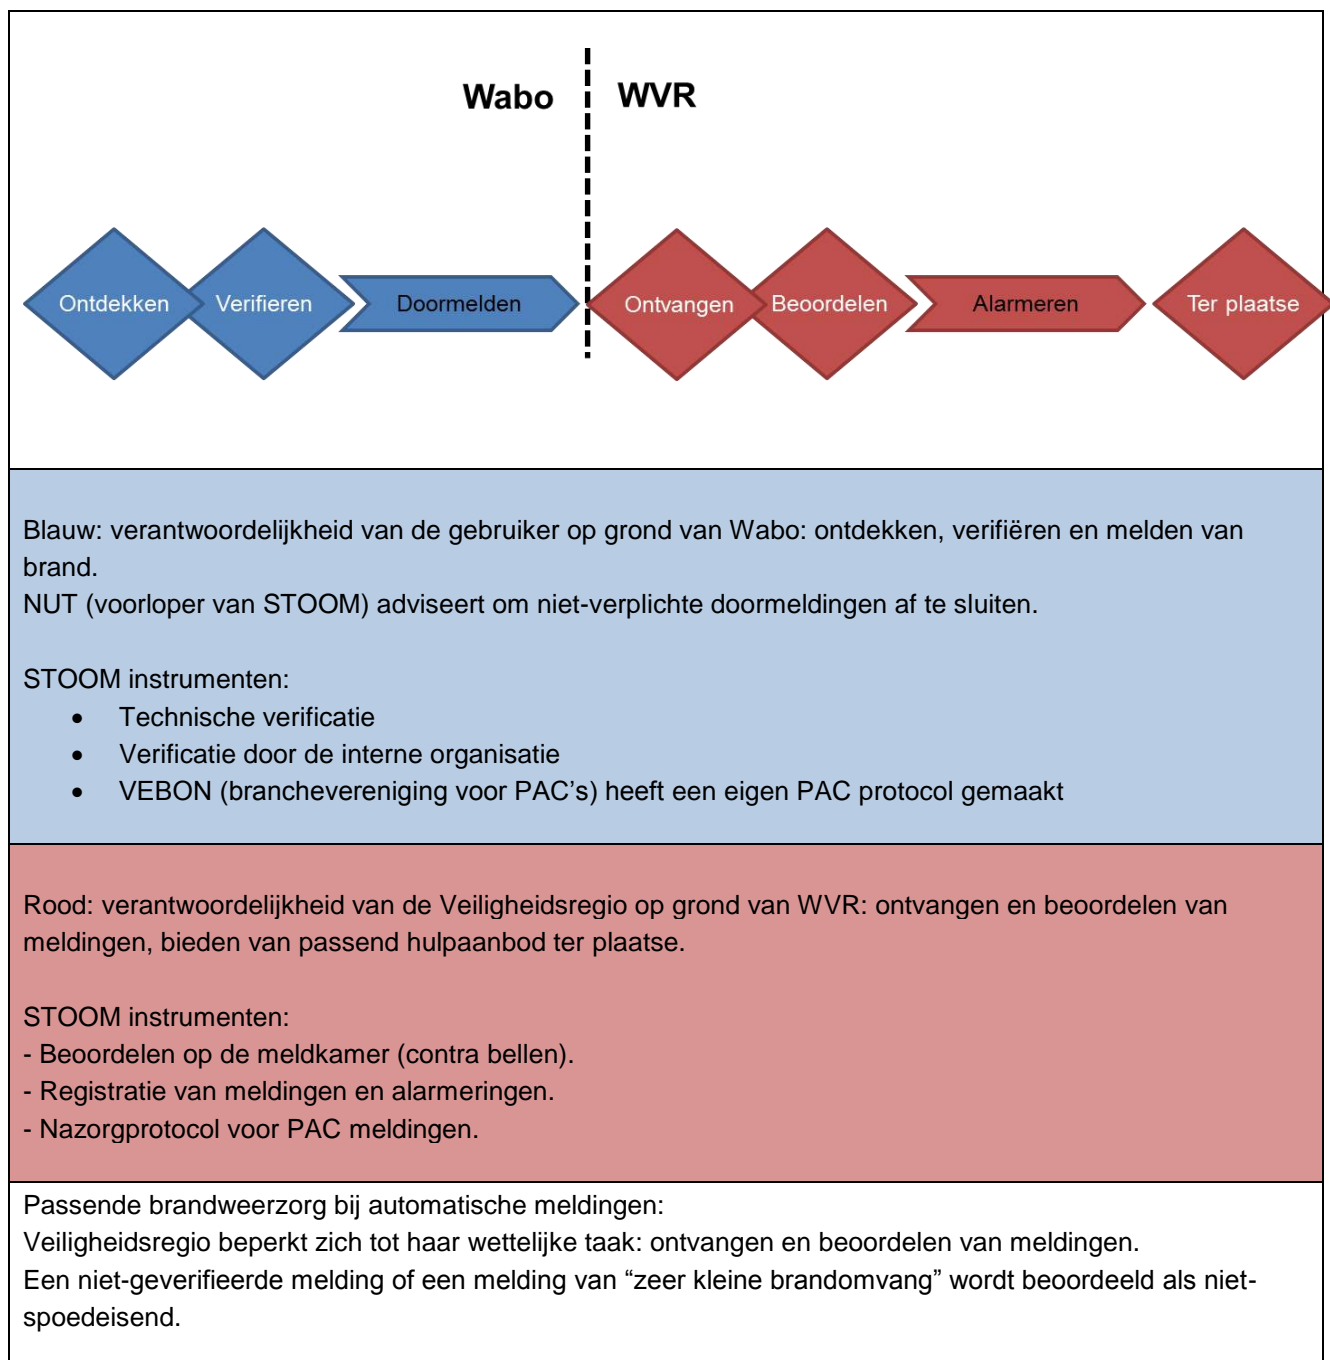 Wabo WVR
Ontdekken Verifieren Doormelden Ontvangen Beoordelen Alarmeren Ter plaatse
Blauw: verantwoordelijkheid van de gebruiker op grond van Wabo: ontdekken, verifiëren en melden van
brand.
NUT (voorloper van STOOM) adviseert om niet-verplichte doormeldingen af te sluiten.
STOOM instrumenten:
• Technische verificatie
• Verificatie door de interne organisatie
• VEBON (branchevereniging voor PAC’s) heeft een eigen PAC protocol gemaakt
Rood: verantwoordelijkheid van de Veiligheidsregio op grond van WVR: ontvangen en beoordelen van
meldingen, bieden van passend hulpaanbod ter plaatse.
STOOM instrumenten:
- Beoordelen op de meldkamer (contra bellen).
- Registratie van meldingen en alarmeringen.
- Nazorgprotocol voor PAC meldingen.
Passende brandweerzorg bij automatische meldingen:
Veiligheidsregio beperkt zich tot haar wettelijke taak: ontvangen en beoordelen van meldingen.
Een niet-geverifieerde melding of een melding van “zeer kleine brandomvang” wordt beoordeeld als niet-
spoedeisend.